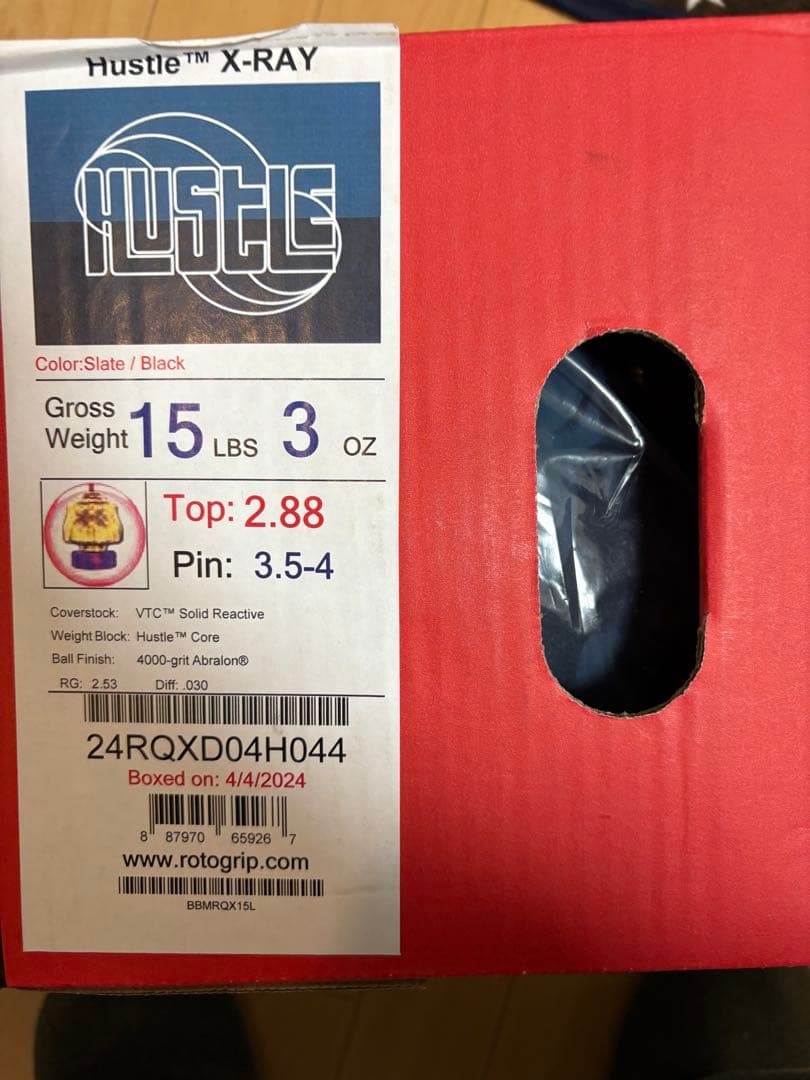 Hustle™ X-RAY
HUSTLE
Color:Slate / Black
Gross Weight 15 LBS 3 OZ
Top: 2.88
Pin: 3.5-4
Coverstock: VTC™ Solid Reactive
Weight Block: Hustle™ Core
Ball Finish: 4000-grit Abralon®
RG: 2.53 Diff: .030
24RQXD04H044
Boxed on: 4/4/2024
8 87970 65926 7
www.rotogrip.com
BBMRQX15L